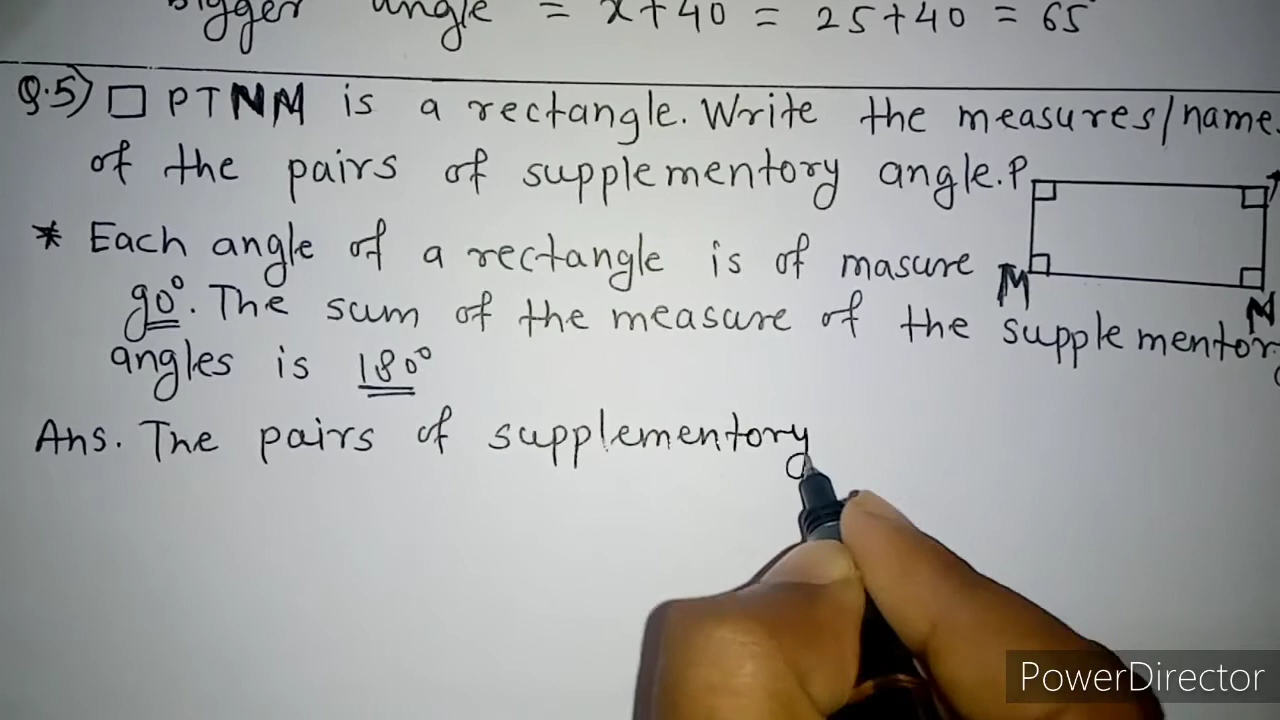 Bigger angle = x+40 = 25+40 = 65°
Q.5) □ PTNM is a rectangle. Write the measures/name.
of the pairs of supplementory angle. P
* Each angle of a rectangle is of masure
M
N
90°. The sum of the measure of the supplementory
angles is 180°
Ans. The pairs of supplementory
PowerDirector